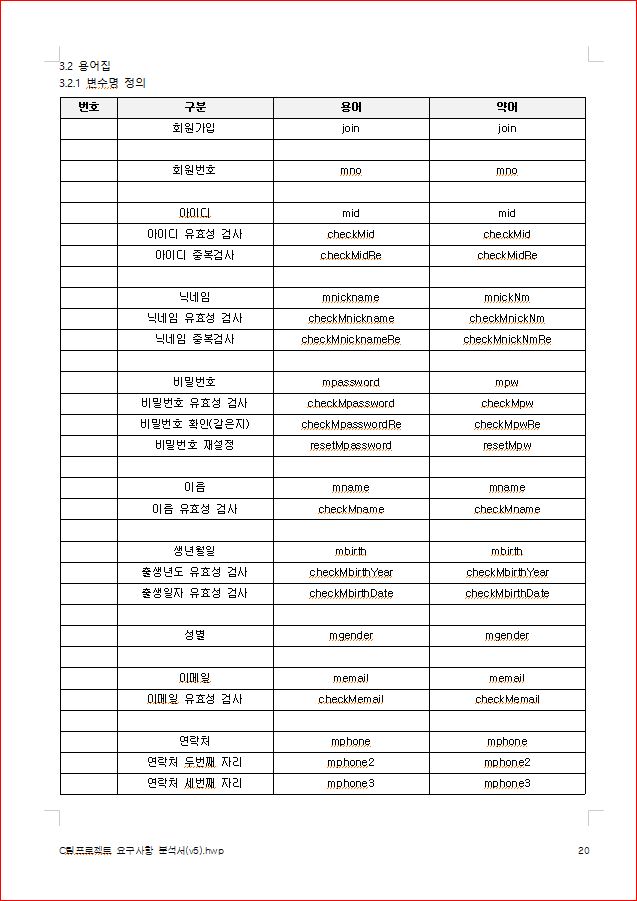 3.2 용어집
3.2.1 변수명 정의
번호 구분 용어 약어
회원가입 join join
회원번호 mno mno
아이디 mid mid
아이디 유효성 검사 checkMid checkMid
아이디 중복검사 checkMidRe checkMidRe
닉네임 mnickname mnickNm
닉네임 유효성 검사 checkMnickname checkMnickNm
닉네임 중복검사 checkMnicknameRe checkMnickNmRe
비밀번호 mpassword mpw
비밀번호 유효성 검사 checkMpassword checkMpw
비밀번호 확인(같은지) checkMpasswordRe checkMpwRe
비밀번호 재설정 resetMpassword resetMpw
이름 mname mname
이름 유효성 검사 checkMname checkMname
생년월일 mbirth mbirth
출생년도 유효성 검사 checkMbirthYear checkMbirthYear
출생일자 유효성 검사 checkMbirthDate checkMbirthDate
성별 mgender mgender
이메일 memail memail
이메일 유효성 검사 checkMemail checkMemail
연락처 mphone mphone
연락처 두번째 자리 mphone2 mphone2
연락처 세번째 자리 mphone3 mphone3
C팀프로젝트 요구사항 분석서(v6).hwp 20